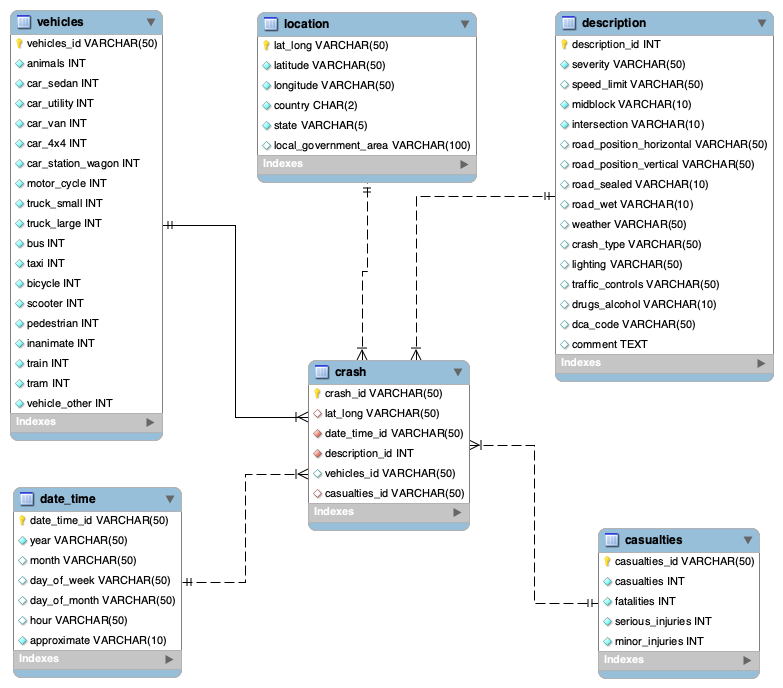 vehicles
vehicles_id VARCHAR(50)
animals INT
car_sedan INT
car_utility INT
car_van INT
car_4x4 INT
car_station_wagon INT
motor_cycle INT
truck_small INT
truck_large INT
bus INT
taxi INT
bicycle INT
scooter INT
pedestrian INT
inanimate INT
train INT
tram INT
vehicle_other INT
Indexes
location
lat_long VARCHAR(50)
latitude VARCHAR(50)
longitude VARCHAR(50)
country CHAR(2)
state VARCHAR(5)
local_government_area VARCHAR(100)
Indexes
description
description_id INT
severity VARCHAR(50)
speed_limit VARCHAR(50)
midblock VARCHAR(10)
intersection VARCHAR(10)
road_position_horizontal VARCHAR(50)
road_position_vertical VARCHAR(50)
road_sealed VARCHAR(10)
road_wet VARCHAR(10)
weather VARCHAR(50)
crash_type VARCHAR(50)
lighting VARCHAR(50)
traffic_controls VARCHAR(50)
drugs_alcohol VARCHAR(10)
dca_code VARCHAR(50)
comment TEXT
Indexes
crash
crash_id VARCHAR(50)
lat_long VARCHAR(50)
date_time_id VARCHAR(50)
description_id INT
vehicles_id VARCHAR(50)
casualties_id VARCHAR(50)
Indexes
date_time
date_time_id VARCHAR(50)
year VARCHAR(50)
month VARCHAR(50)
day_of_week VARCHAR(50)
day_of_month VARCHAR(50)
hour VARCHAR(50)
approximate VARCHAR(10)
Indexes
casualties
casualties_id VARCHAR(50)
casualties INT
fatalities INT
serious_injuries INT
minor_injuries INT
Indexes